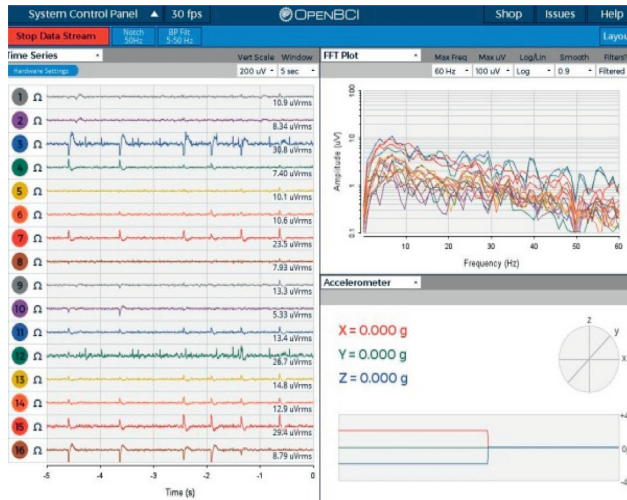 System Control Panel ▲ 30 fps OPENBCI Shop Issues Help
Stop Data Stream Notch 50Hz BP Filt 5-50 Hz Layou
Time Series Vert Scale Window
Hardware Settings 200 uV 5 sec
1 Ω 10.9 uVrms
2 Ω 8.34 uVrms
3 Ω 30.8 uVrms
4 Ω 7.40 uVrms
5 Ω 10.1 uVrms
6 Ω 10.6 uVrms
7 Ω 23.5 uVrms
8 Ω 7.93 uVrms
9 Ω 13.3 uVrms
10 Ω 5.33 uVrms
11 Ω 13.4 uVrms
12 Ω 26.7 uVrms
13 Ω 14.8 uVrms
14 Ω 12.9 uVrms
15 Ω 29.4 uVrms
16 Ω 8.79 uVrms
-5 -4 -3 -2 -1 0
Time (s)
FFT Plot Max Freq Max uV Log/Lin Smooth Filters?
60 Hz 100 uV Log 0.9 Filtered
Amplitude (uV)
100
10
1
0.1
10 20 30 40 50 60
Frequency (Hz)
Accelerometer
X = 0.000 g
Y = 0.000 g
Z = 0.000 g
z
y
x
+4
0g
-4